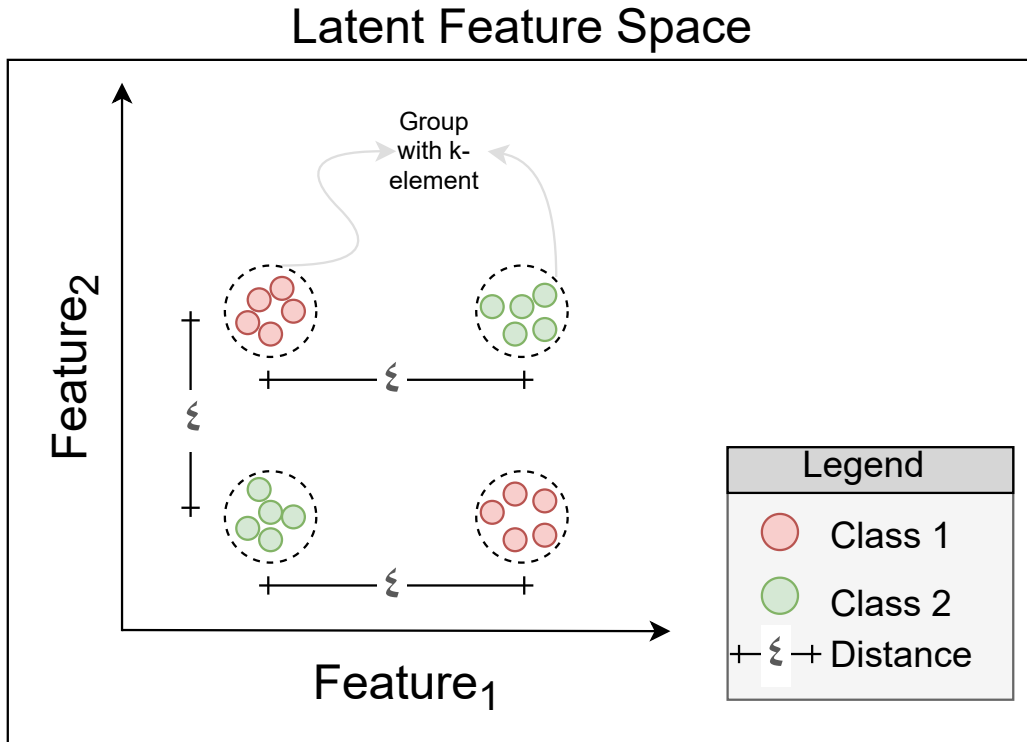 Latent Feature Space
Group
with k-
element
Feature₂
ξ
ξ
ξ
Feature₁
Legend
Class 1
Class 2
ξ Distance